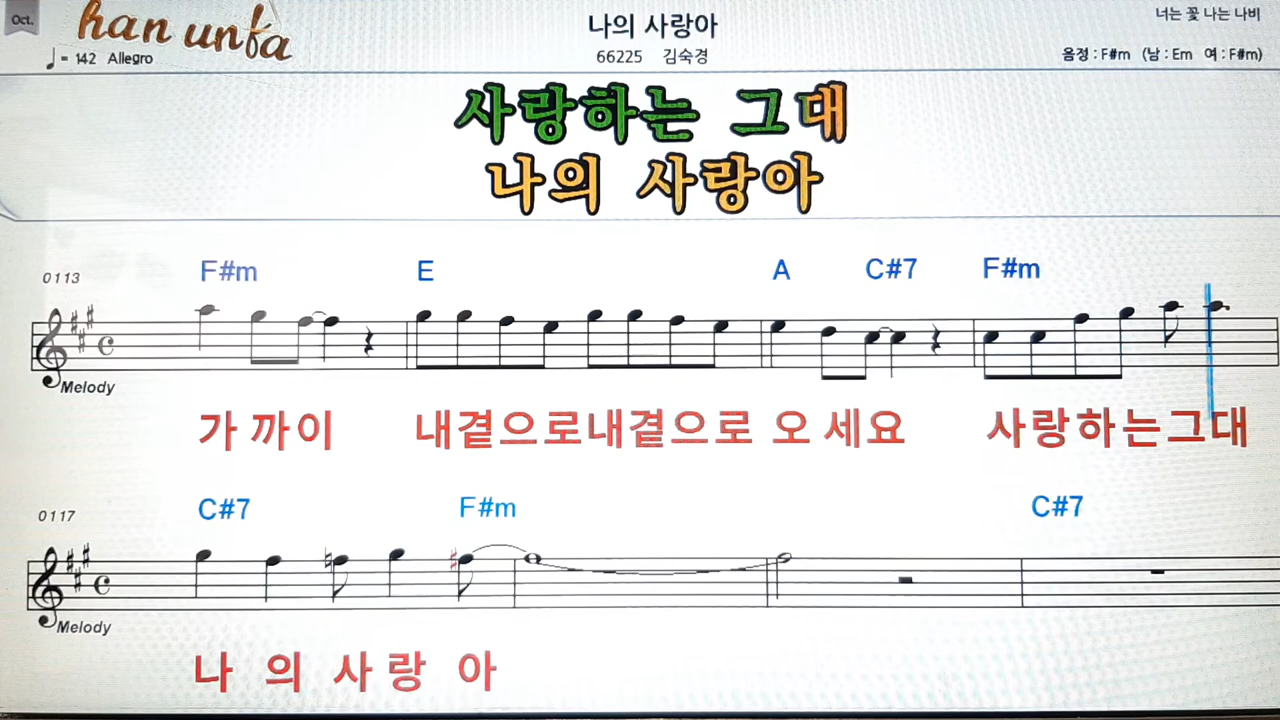 Oct.
han unfa
나의 사랑아
너는 꽃 나는 나비
♩ = 142 Allegro
66225 김숙경
음정 : F#m (남 : Em 여 : F#m)
사랑하는 그대
나의 사랑아
0113 F#m E A C#7 F#m
Melody
가 까이 내곁으로내곁으로 오 세요 사랑하는그대
0117 C#7 F#m C#7
Melody
나 의 사 랑 아